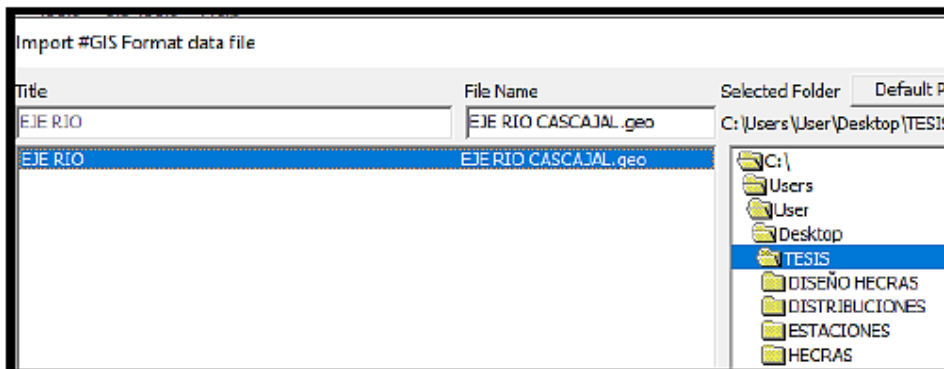 Import #GIS Format data file
Title File Name Selected Folder Default P
EJE RIO EJE RIO CASCAJAL.geo C:\Users\User\Desktop\TESIS
EJE RIO EJE RIO CASCAJAL.geo
C:\
Users
User
Desktop
TESIS
DISEÑO HECRAS
DISTRIBUCIONES
ESTACIONES
HECRAS